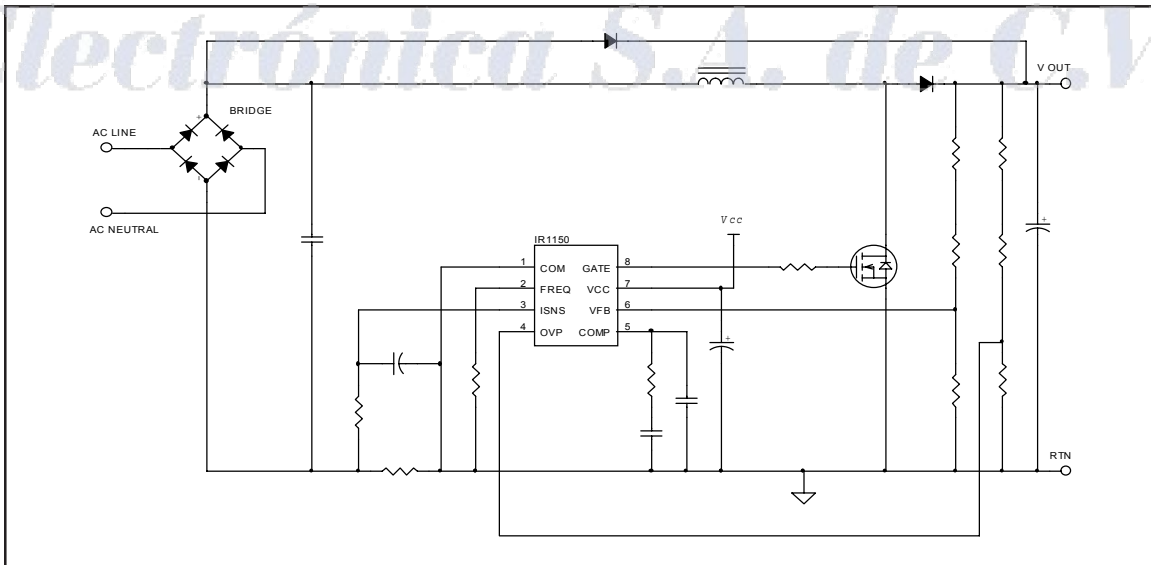 lectrónica S.A. de C.V
V OUT
BRIDGE
+
AC LINE
-
AC NEUTRAL
Vcc
+
IR1150
1 COM GATE 8
2 FREQ VCC 7
3 ISNS VFB 6
4 OVP COMP 5
+
RTN